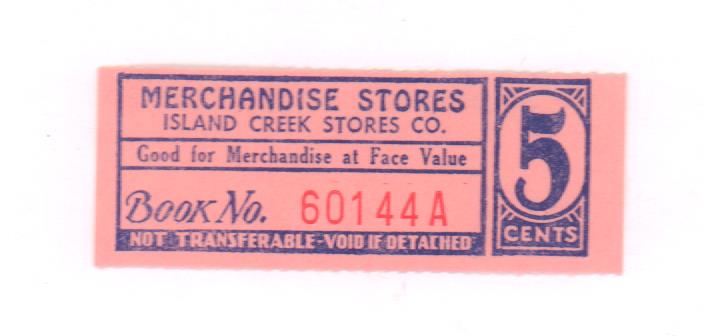 MERCHANDISE STORES
ISLAND CREEK STORES CO.
Good for Merchandise at Face Value
BOOK No. 60144A
NOT TRANSFERABLE-VOID IF DETACHED
5
CENTS